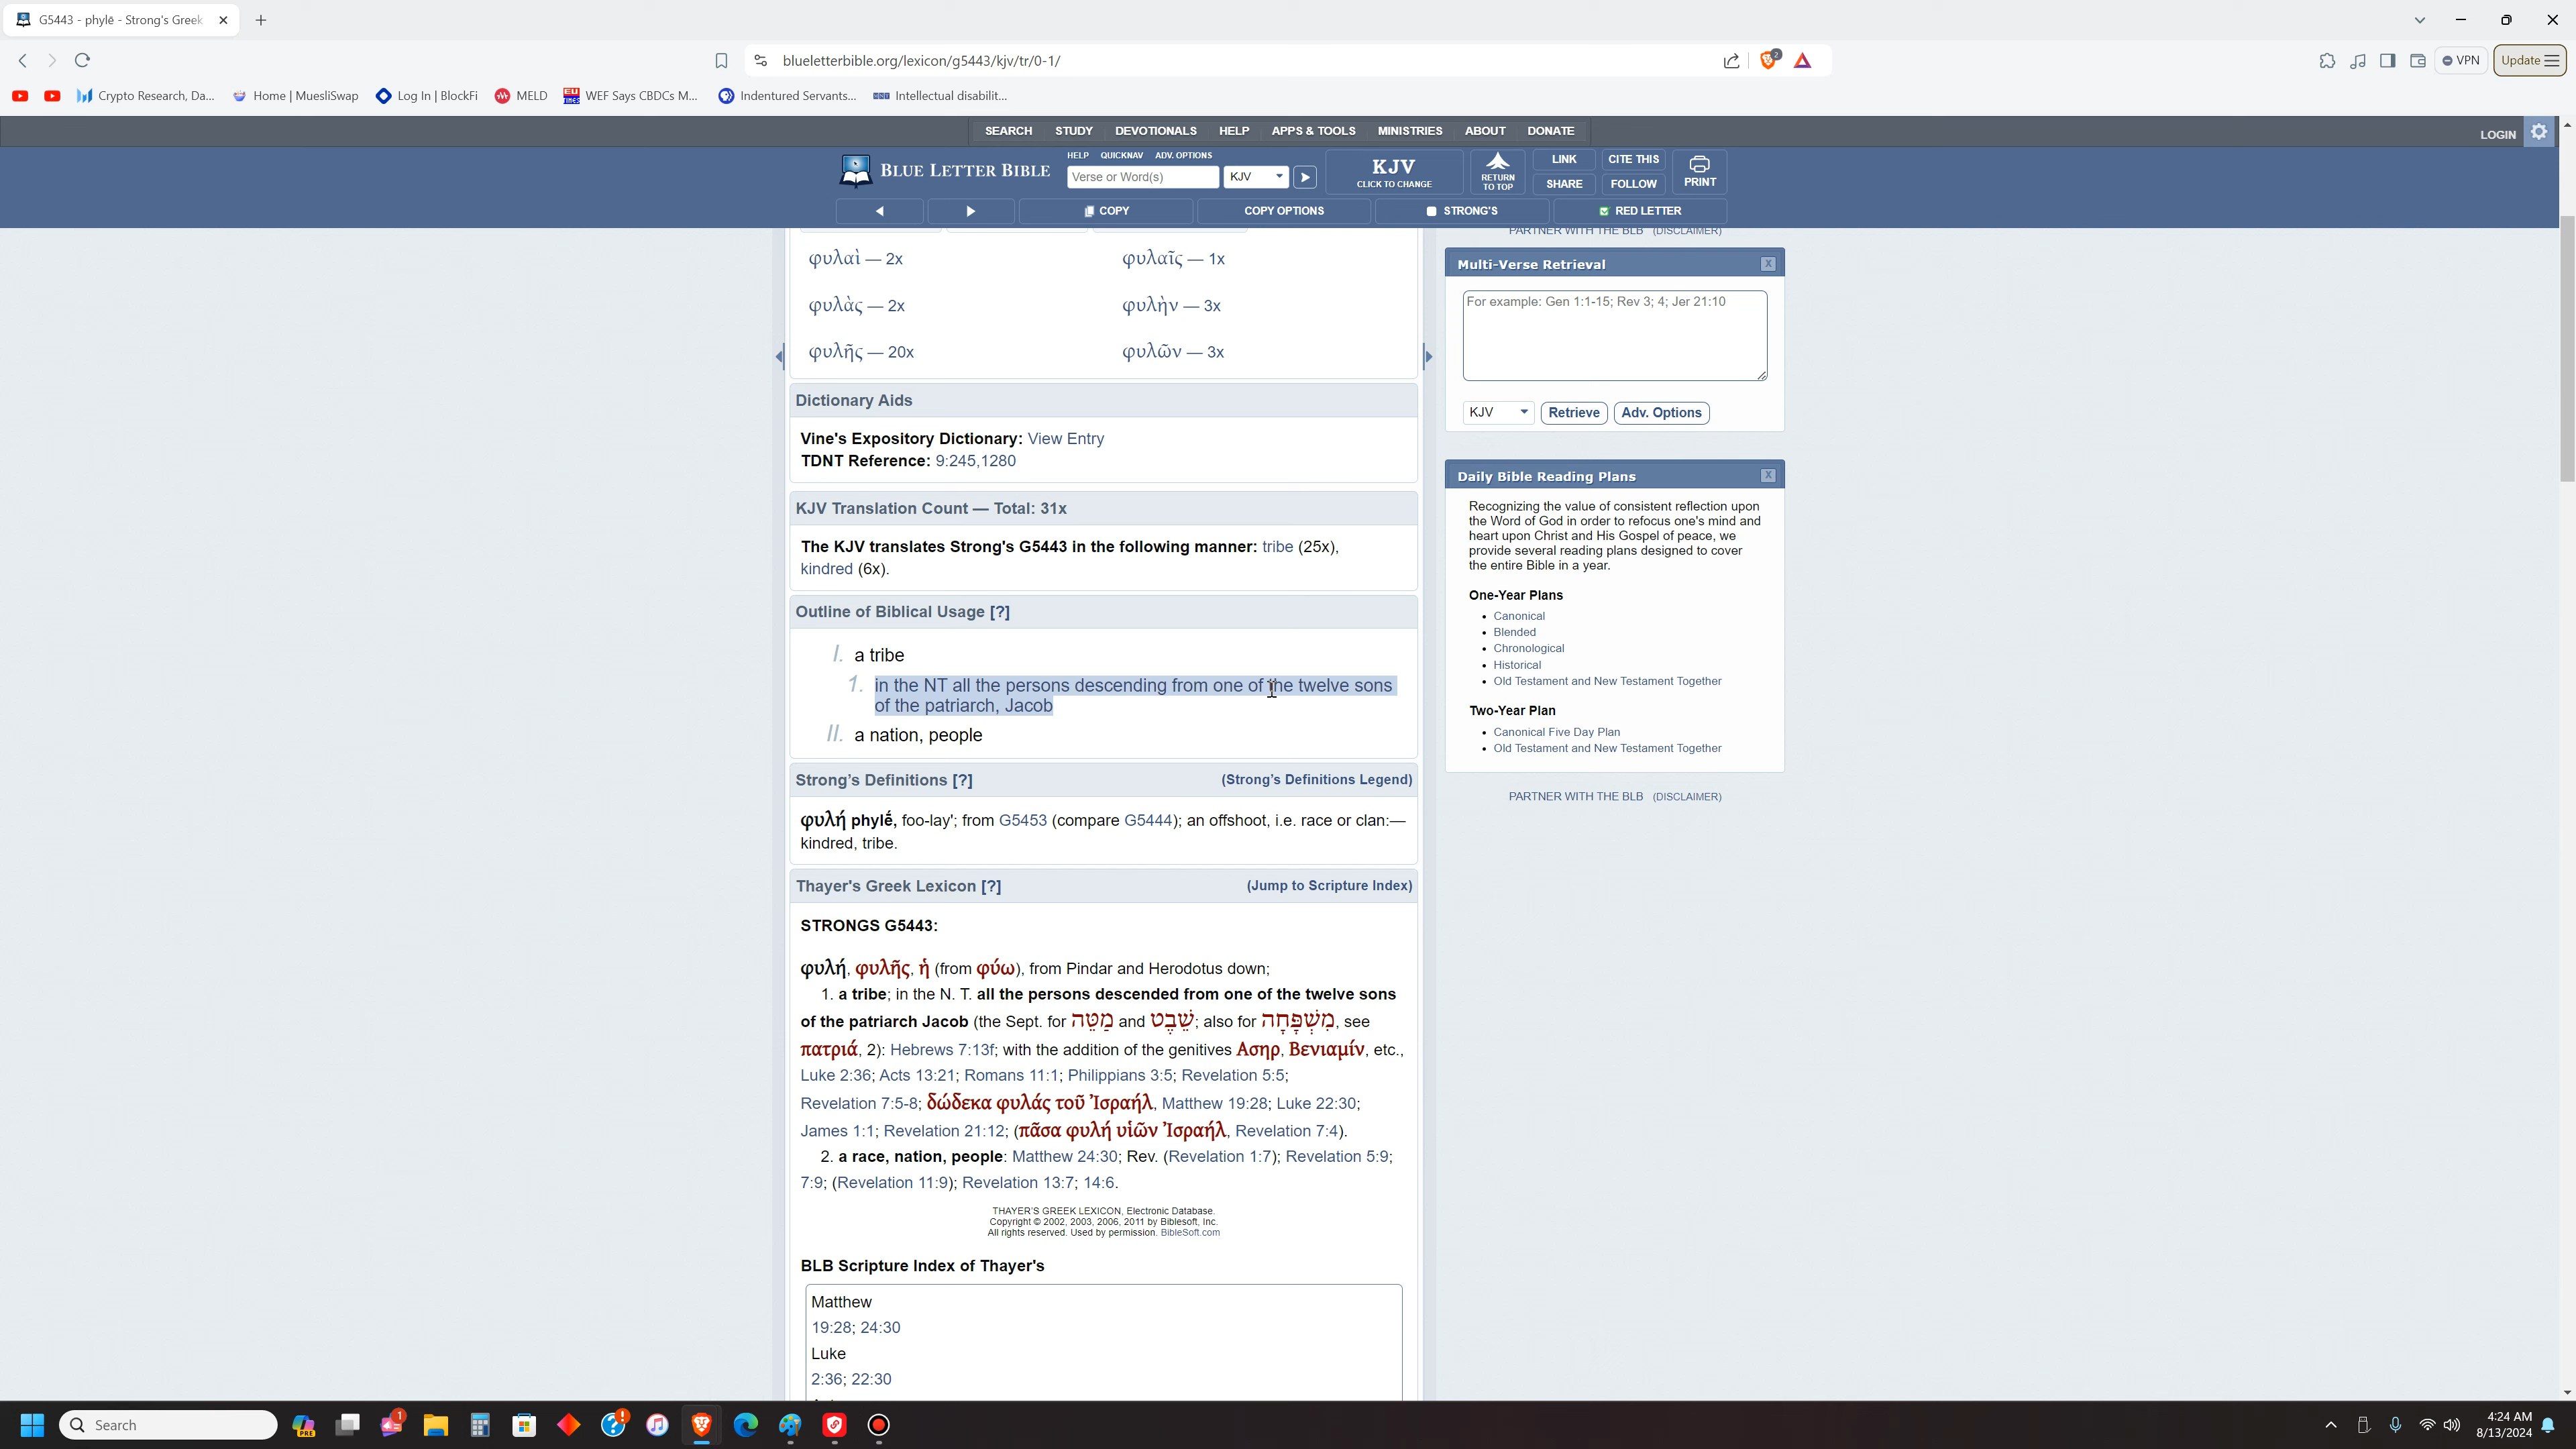 G5443 - phylē - Strong's Greek
blueletterbible.org/lexicon/g5443/kjv/tr/0-1/
2
VPN
Update
Crypto Research, Da...
Home | MuesliSwap
Log In | BlockFi
MELD
WEF Says CBDCs M...
Indentured Servants...
Intellectual disabilit...
SEARCH STUDY DEVOTIONALS HELP APPS & TOOLS MINISTRIES ABOUT DONATE
LOGIN
BLUE LETTER BIBLE
HELP QUICKNAV ADV. OPTIONS
Verse or Word(s)
KJV
KJV
CLICK TO CHANGE
RETURN
TO TOP
LINK
CITE THIS
SHARE
FOLLOW
PRINT
COPY
COPY OPTIONS
STRONG'S
RED LETTER
φυλαὶ — 2x
φυλαῖς — 1x
φυλὰς — 2x
φυλὴν — 3x
φυλῆς — 20x
φυλῶν — 3x
Dictionary Aids
Vine's Expository Dictionary: View Entry
TDNT Reference: 9:245,1280
KJV Translation Count — Total: 31x
The KJV translates Strong's G5443 in the following manner: tribe (25x),
kindred (6x).
Outline of Biblical Usage [?]
I. a tribe
1. in the NT all the persons descending from one of the twelve sons
of the patriarch, Jacob
II. a nation, people
Strong's Definitions [?]
(Strong's Definitions Legend)
φυλή phylḗ, foo-lay'; from G5453 (compare G5444); an offshoot, i.e. race or clan:—
kindred, tribe.
Thayer's Greek Lexicon [?]
(Jump to Scripture Index)
STRONGS G5443:
φυλή, φυλῆς, ἡ (from φύω), from Pindar and Herodotus down;
1. a tribe; in the N. T. all the persons descended from one of the twelve sons
of the patriarch Jacob (the Sept. for מַטֶּה and שֵׁבֶט; also for מִשְׁפָּחָה, see
πατριά, 2): Hebrews 7:13f; with the addition of the genitives Ασηρ, Βενιαμίν, etc.,
Luke 2:36; Acts 13:21; Romans 11:1; Philippians 3:5; Revelation 5:5;
Revelation 7:5-8; δώδεκα φυλάς τοῦ Ἰσραήλ, Matthew 19:28; Luke 22:30;
James 1:1; Revelation 21:12; (πᾶσα φυλή υἱῶν Ἰσραήλ, Revelation 7:4).
2. a race, nation, people: Matthew 24:30; Rev. (Revelation 1:7); Revelation 5:9;
7:9; (Revelation 11:9); Revelation 13:7; 14:6.
THAYER'S GREEK LEXICON, Electronic Database.
Copyright © 2002, 2003, 2006, 2011 by Biblesoft, Inc.
All rights reserved. Used by permission. BibleSoft.com
BLB Scripture Index of Thayer's
Matthew
19:28; 24:30
Luke
2:36; 22:30
PARTNER WITH THE BLB (DISCLAIMER)
Multi-Verse Retrieval
X
For example: Gen 1:1-15; Rev 3; 4; Jer 21:10
KJV
Retrieve
Adv. Options
Daily Bible Reading Plans
X
Recognizing the value of consistent reflection upon
the Word of God in order to refocus one's mind and
heart upon Christ and His Gospel of peace, we
provide several reading plans designed to cover
the entire Bible in a year.
One-Year Plans
• Canonical
• Blended
• Chronological
• Historical
• Old Testament and New Testament Together
Two-Year Plan
• Canonical Five Day Plan
• Old Testament and New Testament Together
PARTNER WITH THE BLB (DISCLAIMER)
Search
PRE
1
4:24 AM
8/13/2024